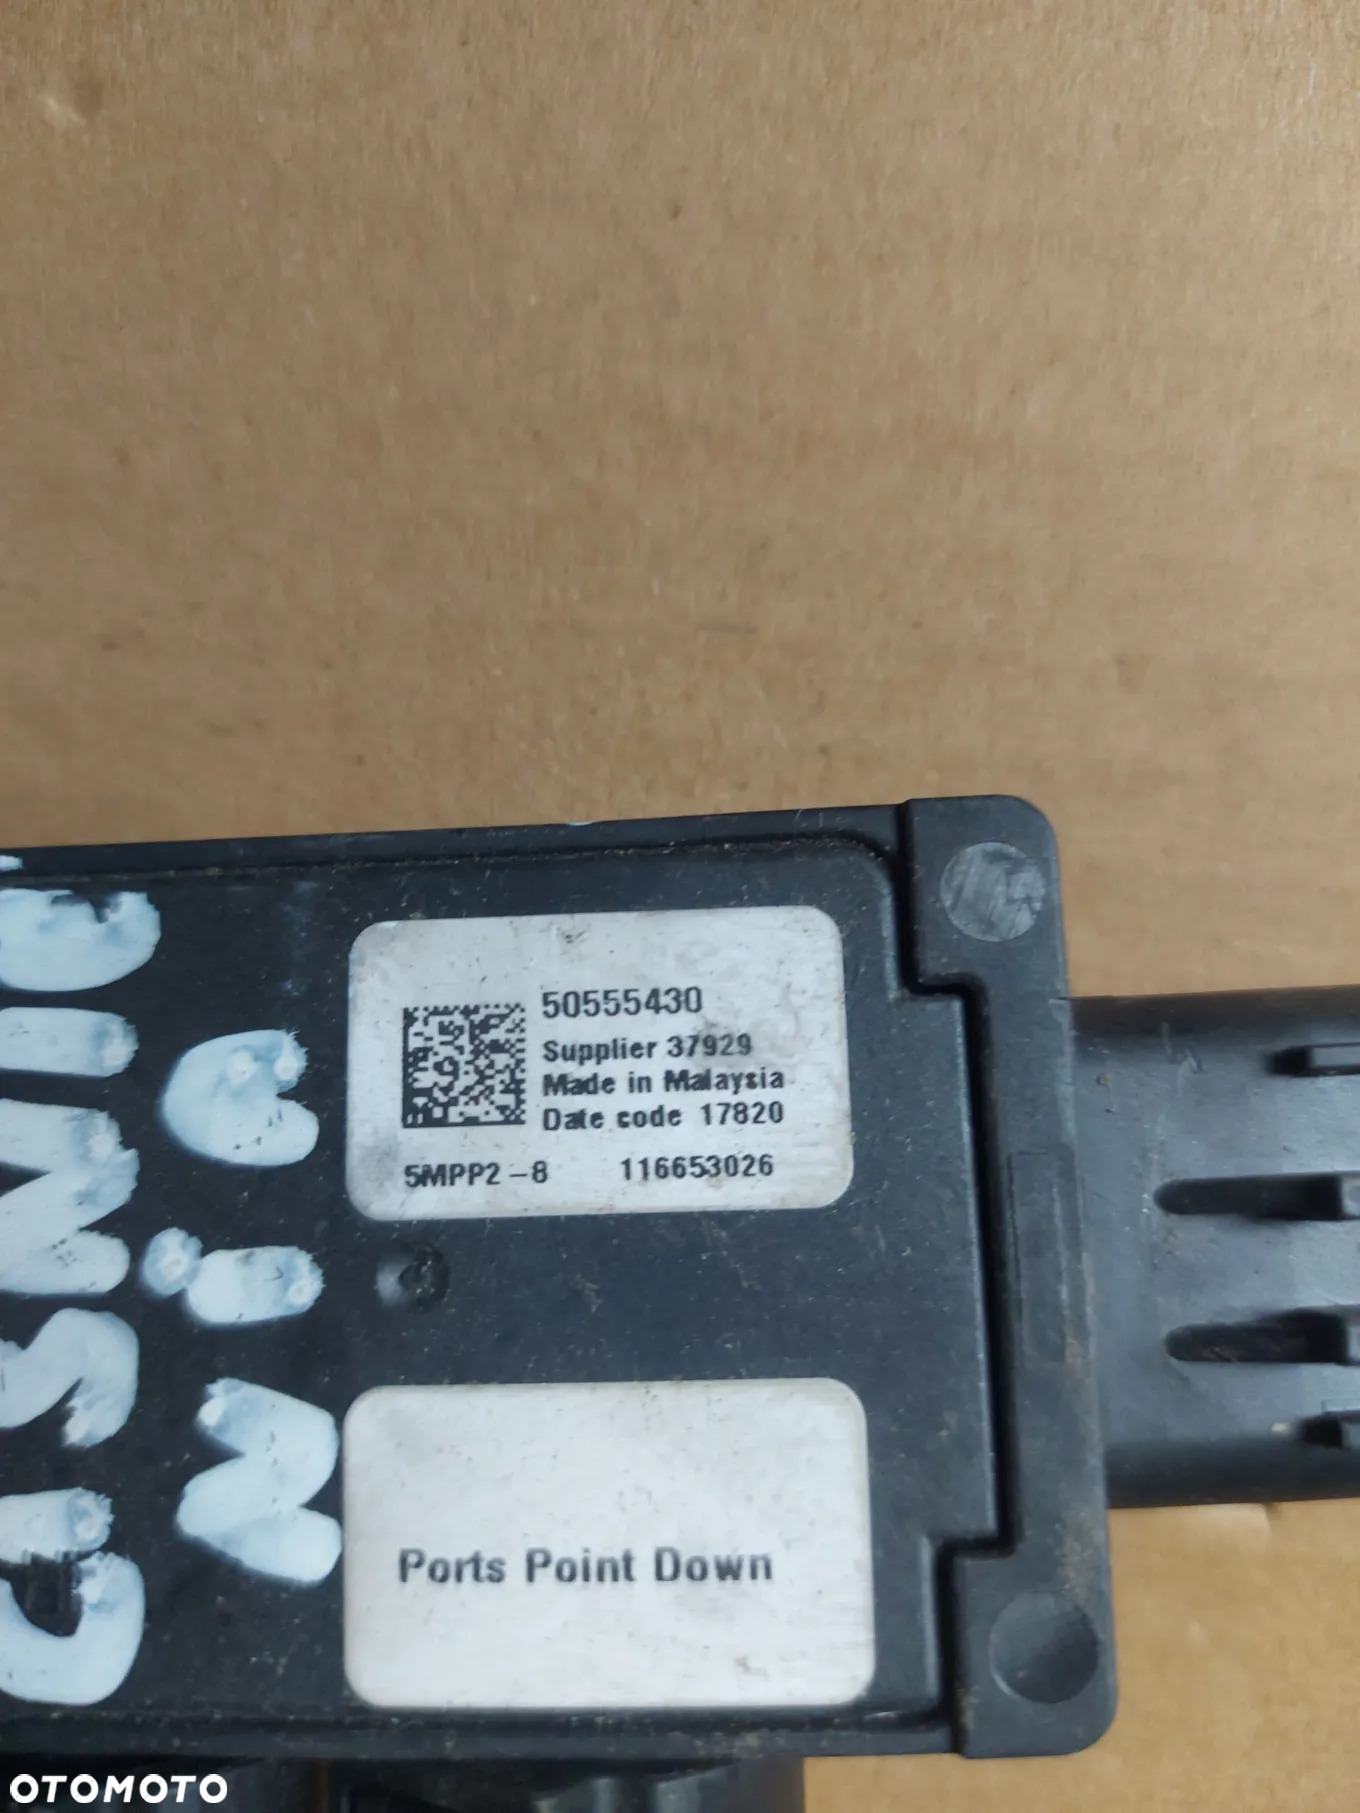 50555430
Supplier 37929
Made in Malaysia
Date code 17820
5MPP2-8 116653026
Ports Point Down
OTOMOTO